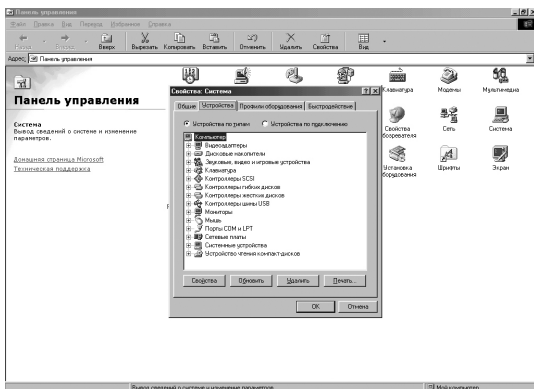 Панель управления
Файл Правка Вид Переход Избранное Справка
Назад Вперед Вверх Вырезать Копировать Вставить Отменить Удалить Свойства Вид
Адрес: Панель управления
Панель управления
Система
Вывод сведений о системе и изменение
параметров.
Домашняя страница Microsoft
Техническая поддержка
Клавиатура Модемы Мультимедиа
Свойства
обозревателя
Сеть Система
Установка
оборудования
Шрифты Экран
Свойства: Система
Общие Устройства Профили оборудования Быстродействие
Устройства по типам Устройства по подключению
Компьютер
Видеоадаптеры
Дисковые накопители
Звуковые, видео и игровые устройства
Клавиатура
Контроллеры SCSI
Контроллеры гибких дисков
Контроллеры жестких дисков
Контроллеры шины USB
Мониторы
Мышь
Порты COM и LPT
Сетевые платы
Системные устройства
Устройство чтения компакт-дисков
Свойства Обновить Удалить Печать...
OK Отмена
Вывод сведений о системе и изменение параметров.
Мой компьютер